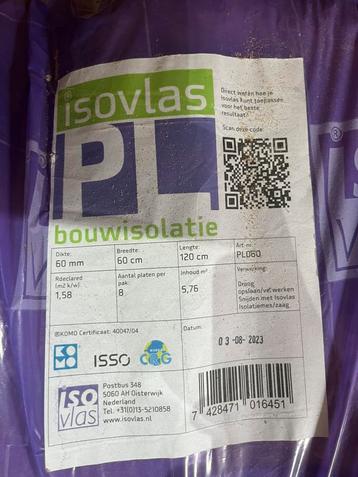 ® isovlas
PL
bouwisolatie
Direct weten hoe je
Isovlas kunt toepassen
voor het beste
resultaat?
Scan deze code:
Dikte:
60 mm
Breedte:
60 cm
Lengte:
120 cm
Art. nr.
PL060
Rdeclared
(m2 k/w):
1,58
Aantal platen per
pak:
8
Inhoud m²
5,76
Verwerking:
Droog
opslaan/verwerken
Snijden met Isovlas
Isolatiemes/zaag
®KOMO Certificaat: 40047/04
Datum:
03-08-2023
ISSO
C&G
ISO
vlas
Postbus 348
5060 AH Oisterwijk
Nederland
Tel. +31(0)13-5210858
www.isovlas.nl
7 428471 016451